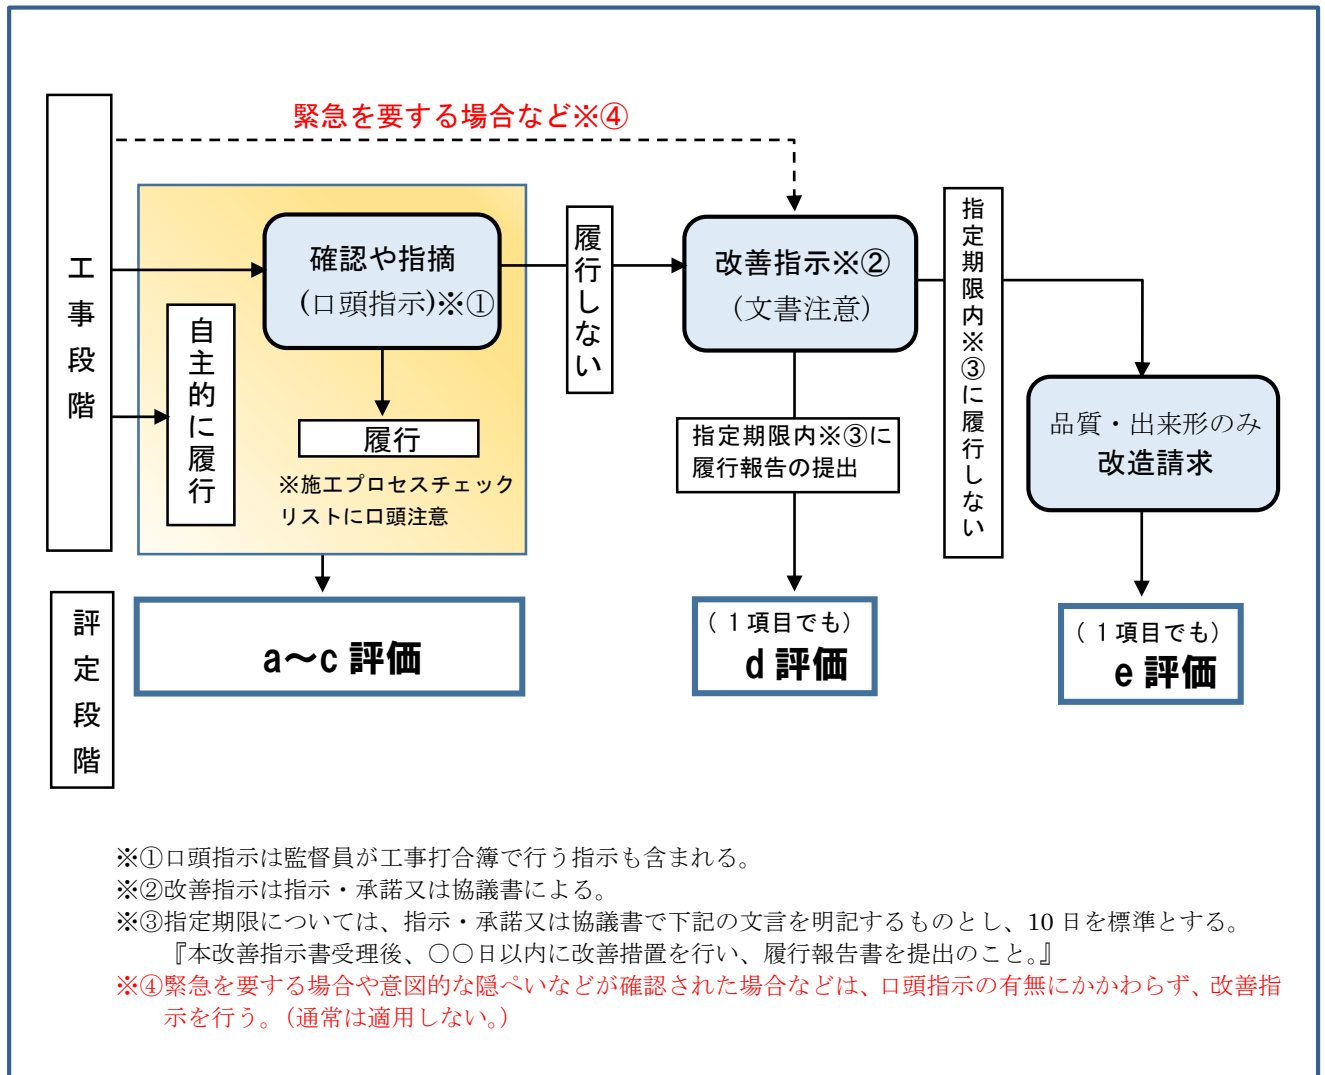 緊急を要する場合など※④
工事段階
確認や指摘
(口頭指示)※①
自主的に履行
履行
※施工プロセスチェック
リストに口頭注意
履行しない
改善指示※②
（文書注意）
指定期限内※③に
履行報告の提出
指定期限内※③に履行しない
品質・出来形のみ
改造請求
評定段階
a～c 評価
(１項目でも)
d 評価
(１項目でも)
e 評価
※①口頭指示は監督員が工事打合簿で行う指示も含まれる。
※②改善指示は指示・承諾又は協議書による。
※③指定期限については、指示・承諾又は協議書で下記の文言を明記するものとし、10 日を標準とする。
『本改善指示書受理後、○○日以内に改善措置を行い、履行報告書を提出のこと。』
※④緊急を要する場合や意図的な隠ぺいなどが確認された場合などは、口頭指示の有無にかかわらず、改善指
示を行う。（通常は適用しない。）